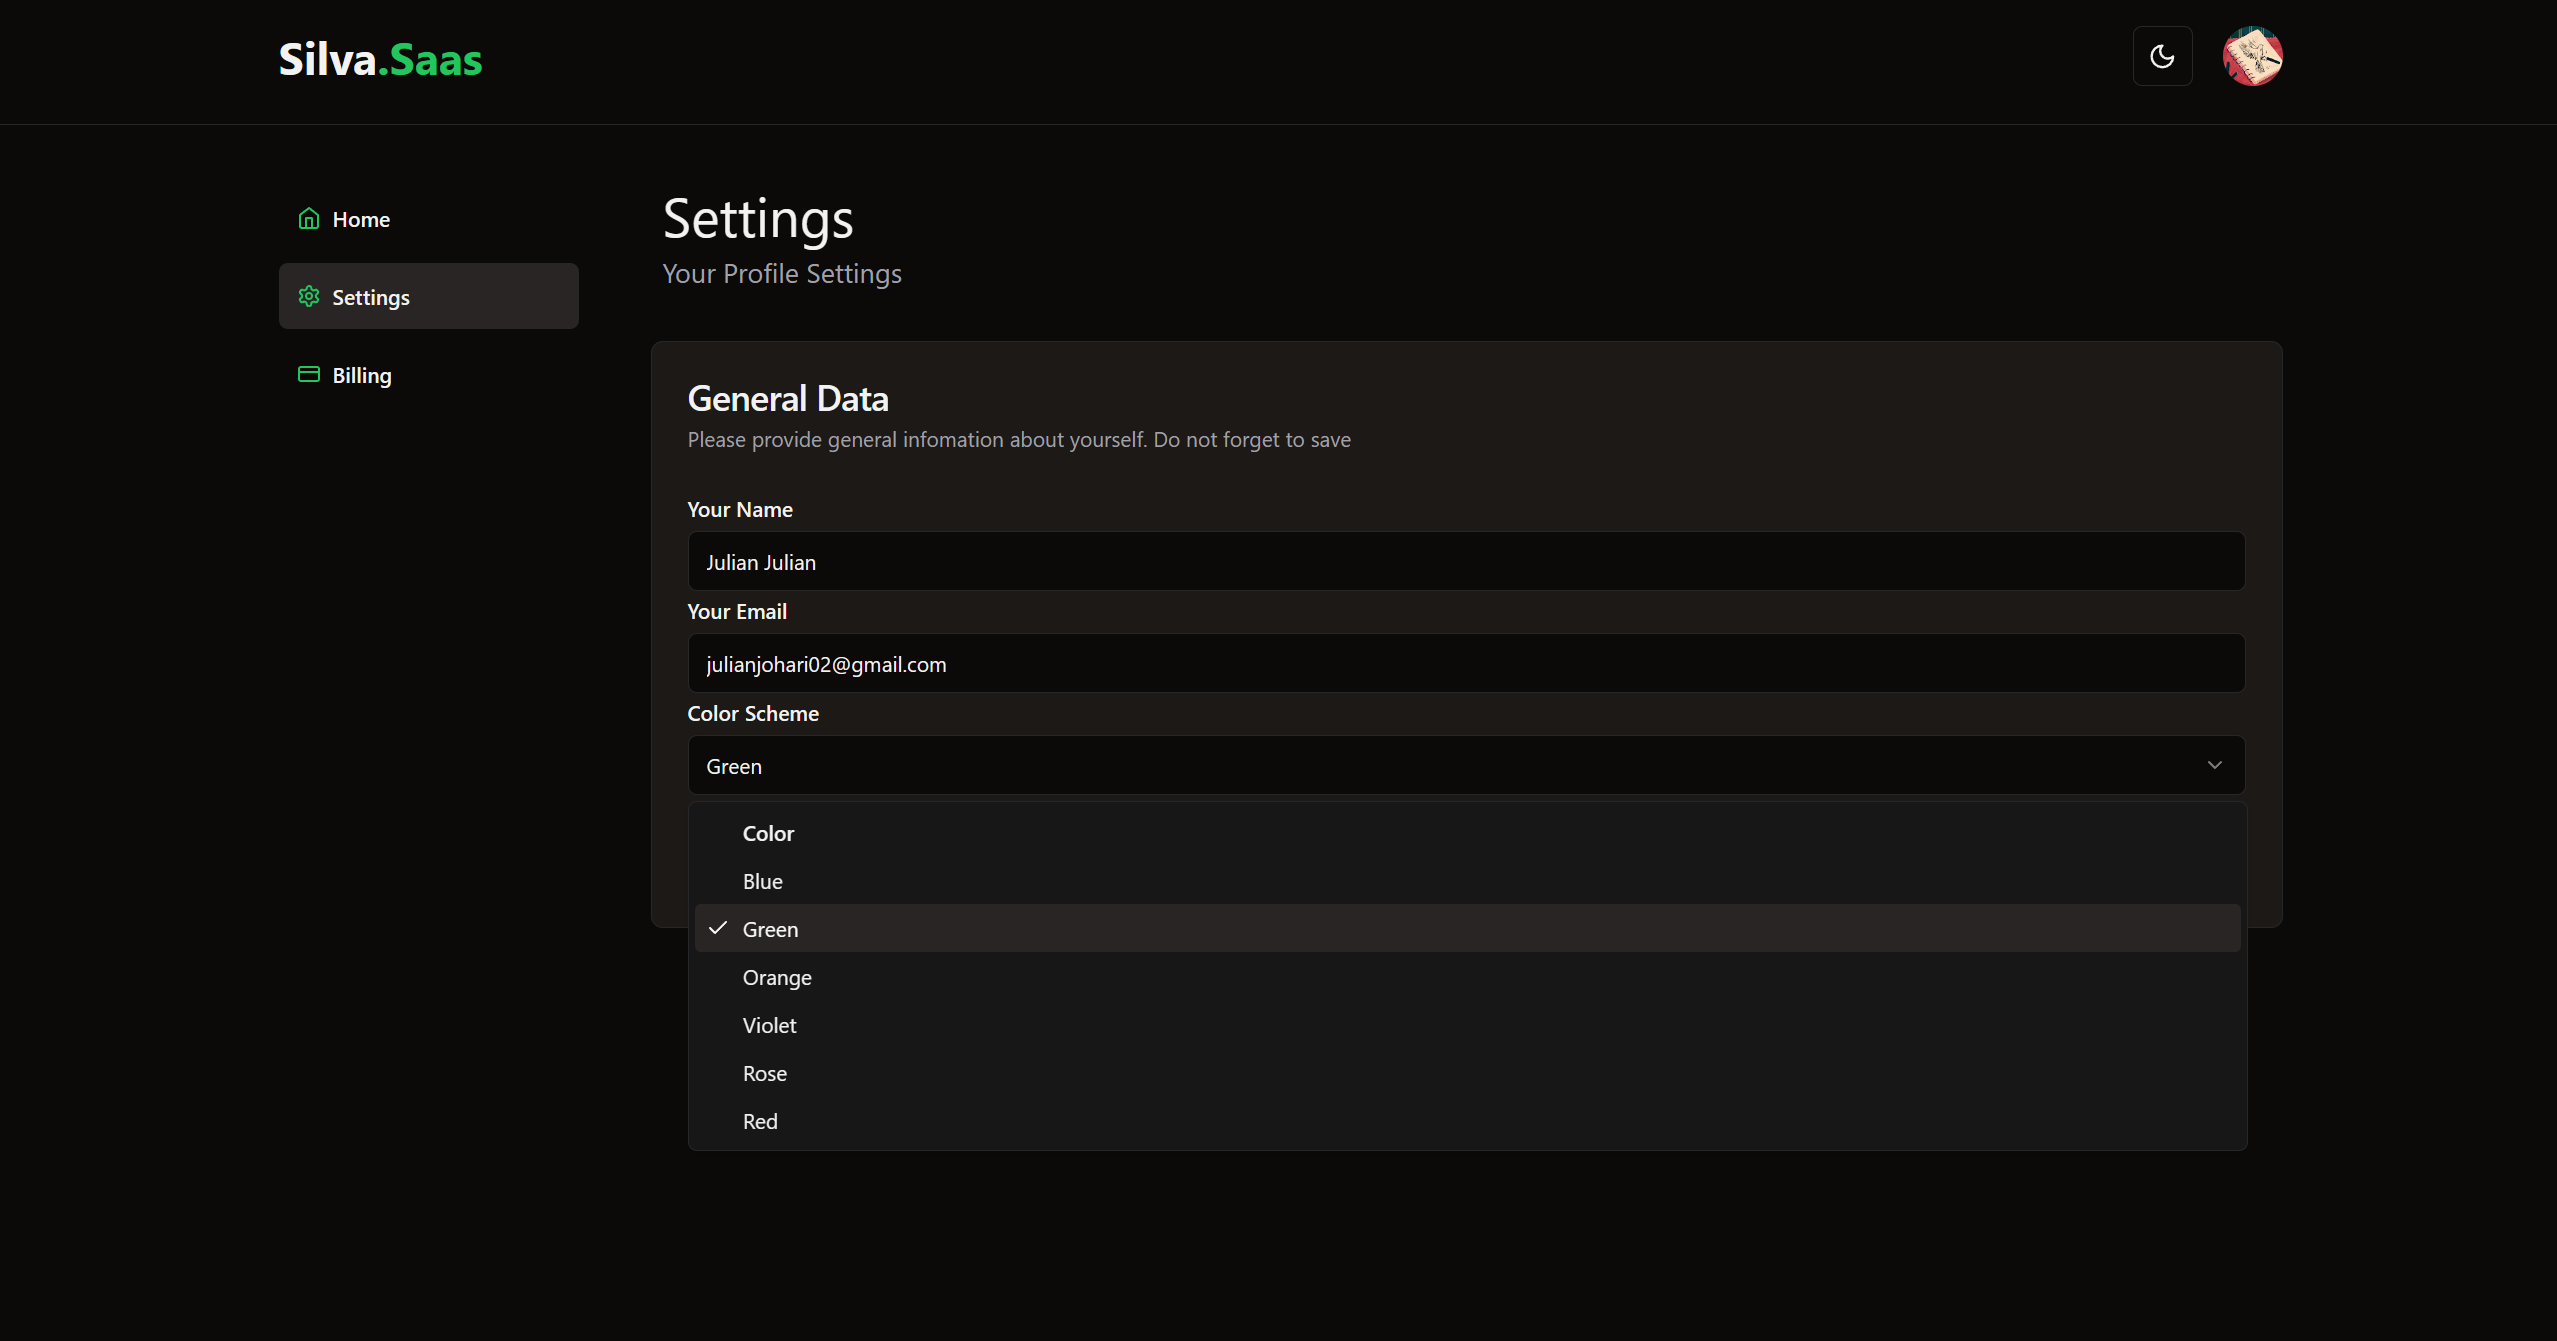 Silva.Saas
Home
Settings
Billing
Settings
Your Profile Settings
General Data
Please provide general infomation about yourself. Do not forget to save
Your Name
Julian Julian
Your Email
julianjohari02@gmail.com
Color Scheme
Green
Color
Blue
Green
Orange
Violet
Rose
Red